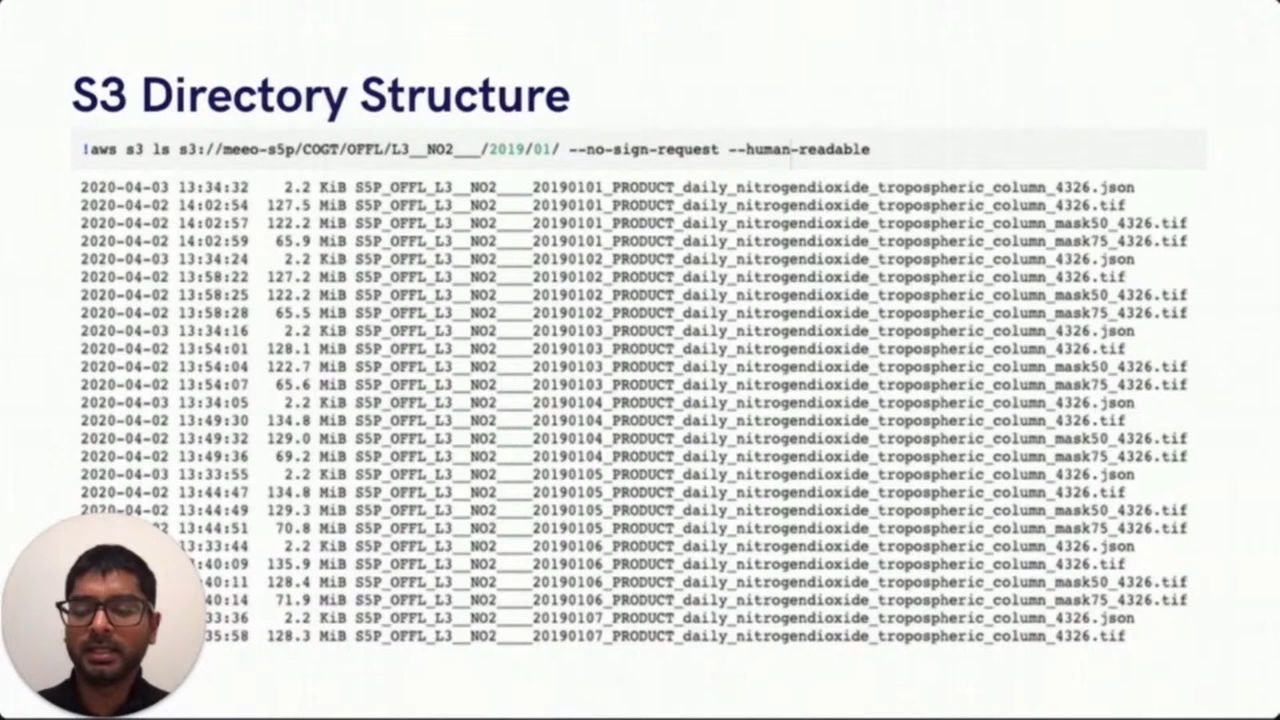 S3 Directory Structure
!aws s3 ls s3://meeo-s5p/COGT/OFFL/L3__NO2___/2019/01/ --no-sign-request --human-readable
2020-04-03 13:34:32 2.2 KiB S5P_OFFL_L3__NO2____20190101_PRODUCT_daily_nitrogendioxide_tropospheric_column_4326.json
2020-04-02 14:02:54 127.5 MiB S5P_OFFL_L3__NO2____20190101_PRODUCT_daily_nitrogendioxide_tropospheric_column_4326.tif
2020-04-02 14:02:57 122.2 MiB S5P_OFFL_L3__NO2____20190101_PRODUCT_daily_nitrogendioxide_tropospheric_column_mask50_4326.tif
2020-04-02 14:02:59 65.9 MiB S5P_OFFL_L3__NO2____20190101_PRODUCT_daily_nitrogendioxide_tropospheric_column_mask75_4326.tif
2020-04-03 13:34:24 2.2 KiB S5P_OFFL_L3__NO2____20190102_PRODUCT_daily_nitrogendioxide_tropospheric_column_4326.json
2020-04-02 13:58:22 127.2 MiB S5P_OFFL_L3__NO2____20190102_PRODUCT_daily_nitrogendioxide_tropospheric_column_4326.tif
2020-04-02 13:58:25 122.2 MiB S5P_OFFL_L3__NO2____20190102_PRODUCT_daily_nitrogendioxide_tropospheric_column_mask50_4326.tif
2020-04-02 13:58:28 65.5 MiB S5P_OFFL_L3__NO2____20190102_PRODUCT_daily_nitrogendioxide_tropospheric_column_mask75_4326.tif
2020-04-03 13:34:16 2.2 KiB S5P_OFFL_L3__NO2____20190103_PRODUCT_daily_nitrogendioxide_tropospheric_column_4326.json
2020-04-02 13:54:01 128.1 MiB S5P_OFFL_L3__NO2____20190103_PRODUCT_daily_nitrogendioxide_tropospheric_column_4326.tif
2020-04-02 13:54:04 122.7 MiB S5P_OFFL_L3__NO2____20190103_PRODUCT_daily_nitrogendioxide_tropospheric_column_mask50_4326.tif
2020-04-02 13:54:07 65.6 MiB S5P_OFFL_L3__NO2____20190103_PRODUCT_daily_nitrogendioxide_tropospheric_column_mask75_4326.tif
2020-04-03 13:34:05 2.2 KiB S5P_OFFL_L3__NO2____20190104_PRODUCT_daily_nitrogendioxide_tropospheric_column_4326.json
2020-04-02 13:49:30 134.8 MiB S5P_OFFL_L3__NO2____20190104_PRODUCT_daily_nitrogendioxide_tropospheric_column_4326.tif
2020-04-02 13:49:32 129.0 MiB S5P_OFFL_L3__NO2____20190104_PRODUCT_daily_nitrogendioxide_tropospheric_column_mask50_4326.tif
2020-04-02 13:49:36 69.2 MiB S5P_OFFL_L3__NO2____20190104_PRODUCT_daily_nitrogendioxide_tropospheric_column_mask75_4326.tif
2020-04-03 13:33:55 2.2 KiB S5P_OFFL_L3__NO2____20190105_PRODUCT_daily_nitrogendioxide_tropospheric_column_4326.json
2020-04-02 13:44:47 134.8 MiB S5P_OFFL_L3__NO2____20190105_PRODUCT_daily_nitrogendioxide_tropospheric_column_4326.tif
2020-04-02 13:44:49 129.3 MiB S5P_OFFL_L3__NO2____20190105_PRODUCT_daily_nitrogendioxide_tropospheric_column_mask50_4326.tif
13:44:51 70.8 MiB S5P_OFFL_L3__NO2____20190105_PRODUCT_daily_nitrogendioxide_tropospheric_column_mask75_4326.tif
:33:44 2.2 KiB S5P_OFFL_L3__NO2____20190106_PRODUCT_daily_nitrogendioxide_tropospheric_column_4326.json
:40:09 135.9 MiB S5P_OFFL_L3__NO2____20190106_PRODUCT_daily_nitrogendioxide_tropospheric_column_4326.tif
40:11 128.4 MiB S5P_OFFL_L3__NO2____20190106_PRODUCT_daily_nitrogendioxide_tropospheric_column_mask50_4326.tif
40:14 71.9 MiB S5P_OFFL_L3__NO2____20190106_PRODUCT_daily_nitrogendioxide_tropospheric_column_mask75_4326.tif
33:36 2.2 KiB S5P_OFFL_L3__NO2____20190107_PRODUCT_daily_nitrogendioxide_tropospheric_column_4326.json
35:58 128.3 MiB S5P_OFFL_L3__NO2____20190107_PRODUCT_daily_nitrogendioxide_tropospheric_column_4326.tif